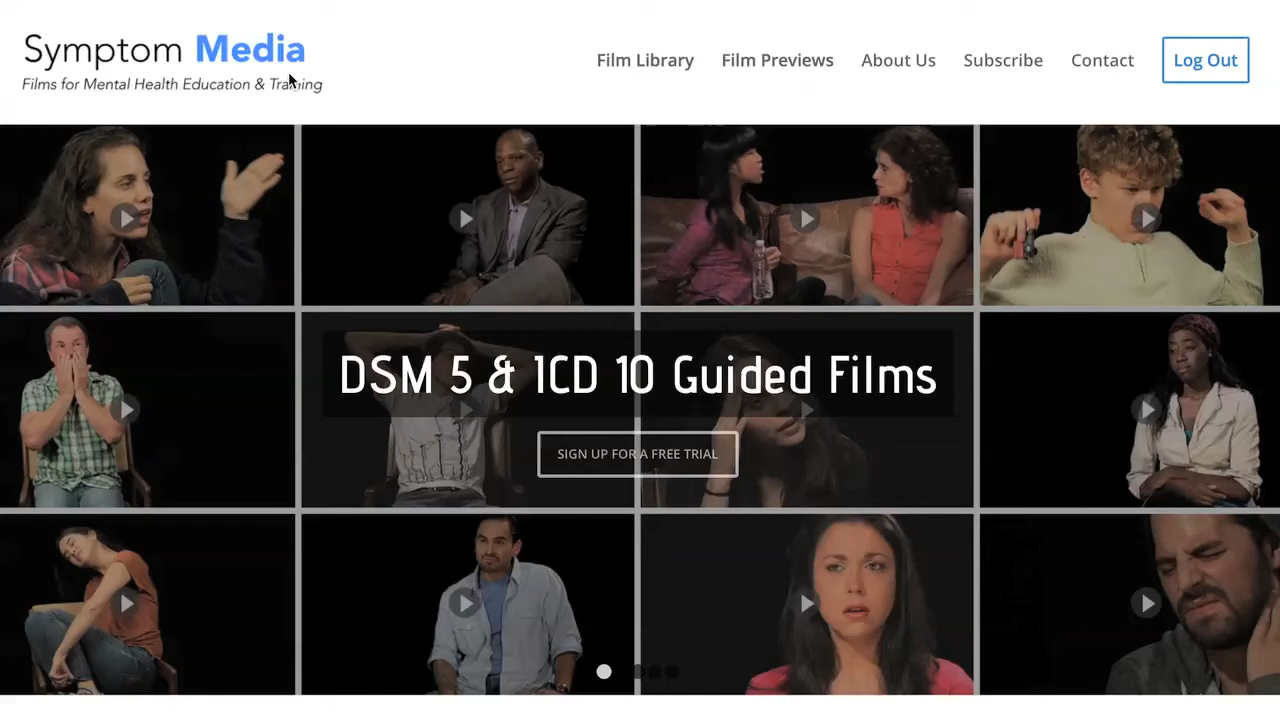 Symptom Media
Films for Mental Health Education & Training
Film Library
Film Previews
About Us
Subscribe
Contact
Log Out
DSM 5 & ICD 10 Guided Films
SIGN UP FOR A FREE TRIAL